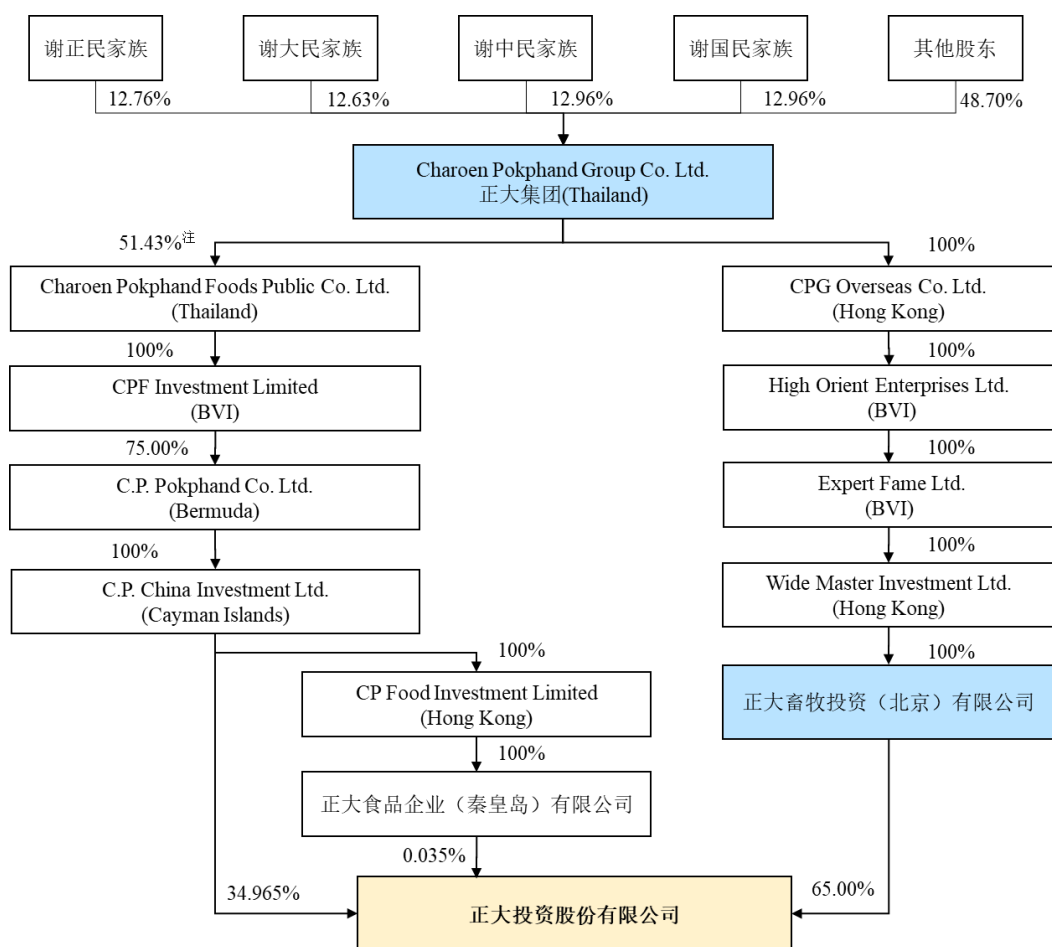 谢正民家族
谢大民家族
谢中民家族
谢国民家族
其他股东
12.76%
12.63%
12.96%
12.96%
48.70%
Charoen Pokphand Group Co. Ltd.
正大集团(Thailand)
51.43%注
100%
Charoen Pokphand Foods Public Co. Ltd.
(Thailand)
CPG Overseas Co. Ltd.
(Hong Kong)
100%
100%
CPF Investment Limited
(BVI)
High Orient Enterprises Ltd.
(BVI)
75.00%
100%
C.P. Pokphand Co. Ltd.
(Bermuda)
Expert Fame Ltd.
(BVI)
100%
100%
C.P. China Investment Ltd.
(Cayman Islands)
Wide Master Investment Ltd.
(Hong Kong)
100%
100%
CP Food Investment Limited
(Hong Kong)
正大畜牧投资（北京）有限公司
100%
正大食品企业（秦皇岛）有限公司
0.035%
34.965%
65.00%
正大投资股份有限公司